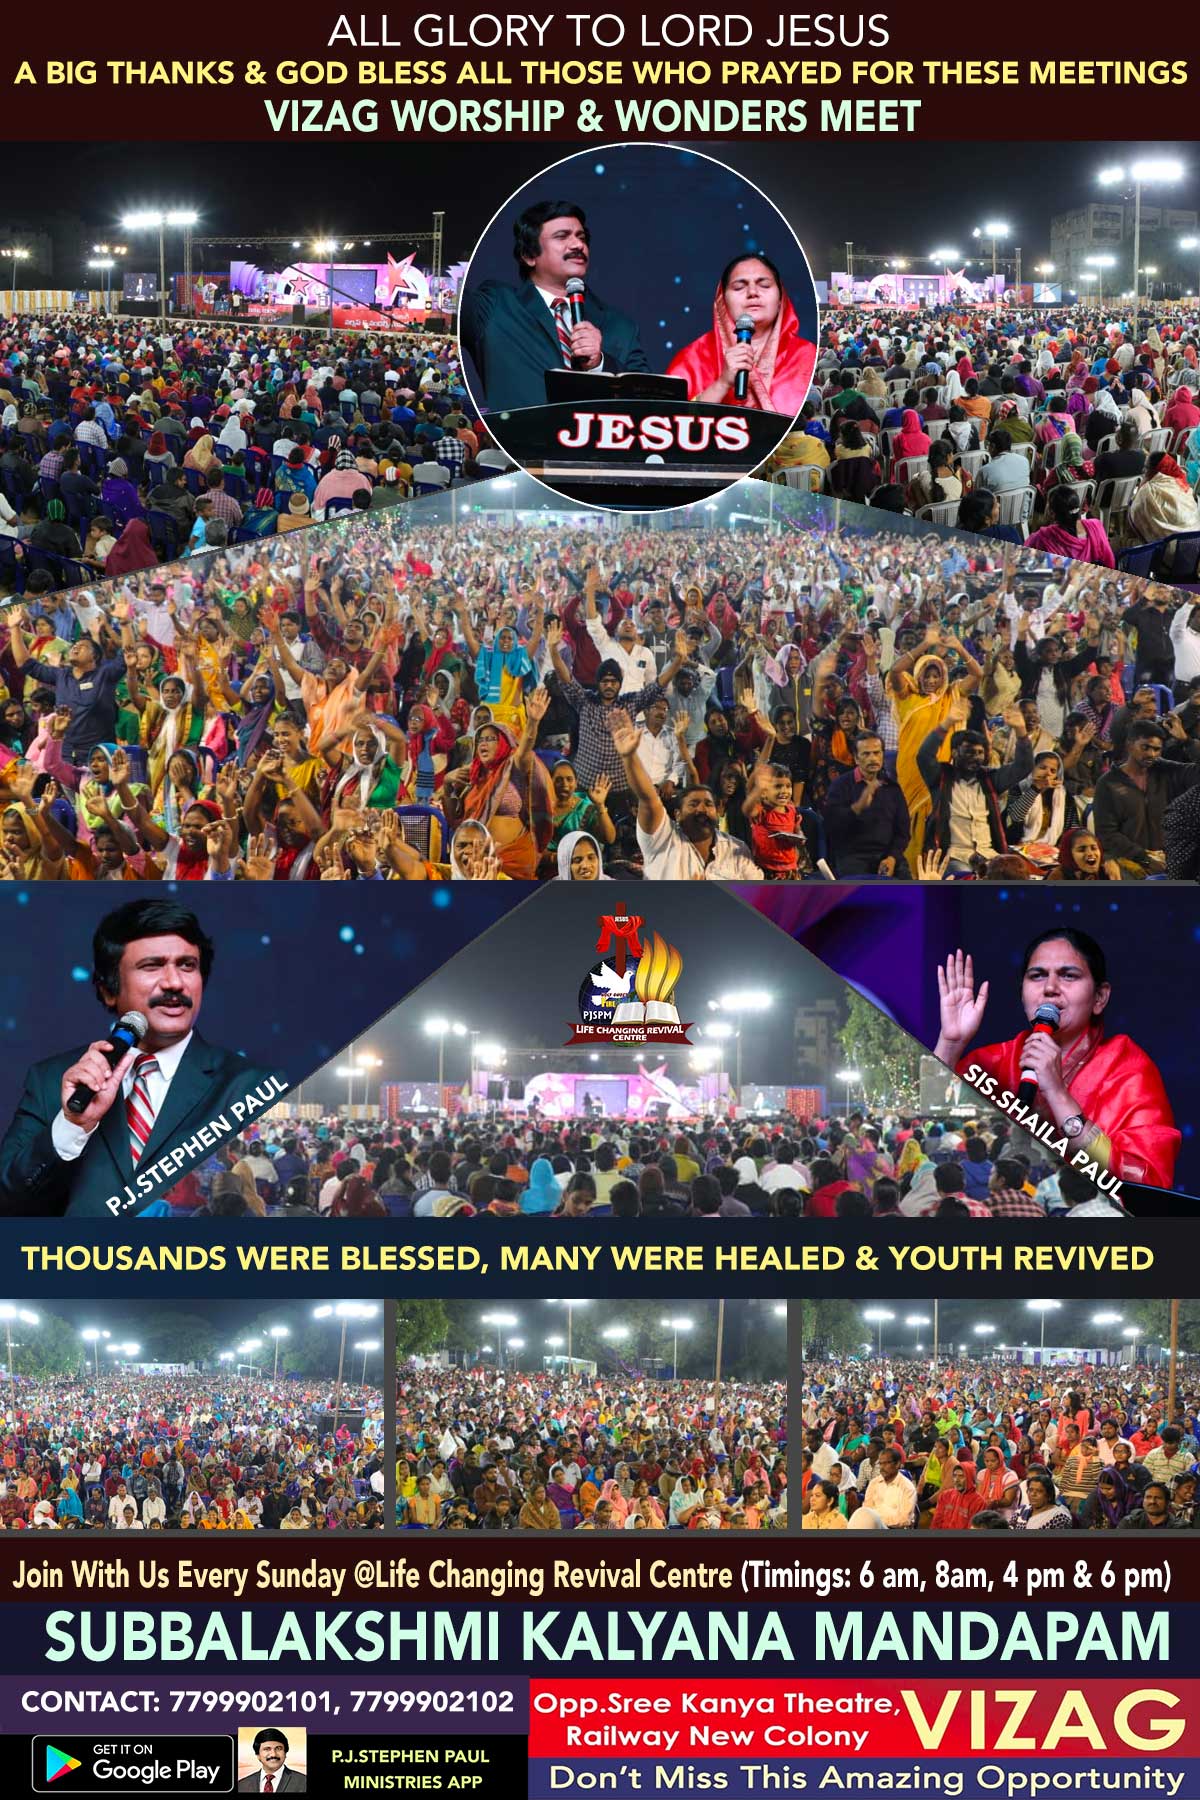 ALL GLORY TO LORD JESUS
A BIG THANKS & GOD BLESS ALL THOSE WHO PRAYED FOR THESE MEETINGS
VIZAG WORSHIP & WONDERS MEET
JESUS
JESUS
PJSPM
LIFE CHANGING REVIVAL
CENTRE
P.J.STEPHEN PAUL
SIS.SHAILA PAUL
THOUSANDS WERE BLESSED, MANY WERE HEALED & YOUTH REVIVED
Join With Us Every Sunday @Life Changing Revival Centre (Timings: 6 am, 8am, 4 pm & 6 pm)
SUBBALAKSHMI KALYANA MANDAPAM
CONTACT: 7799902101, 7799902102
Opp.Sree Kanya Theatre,
Railway New Colony
VIZAG
GET IT ON
Google Play
P.J.STEPHEN PAUL
MINISTRIES APP
Don't Miss This Amazing Opportunity